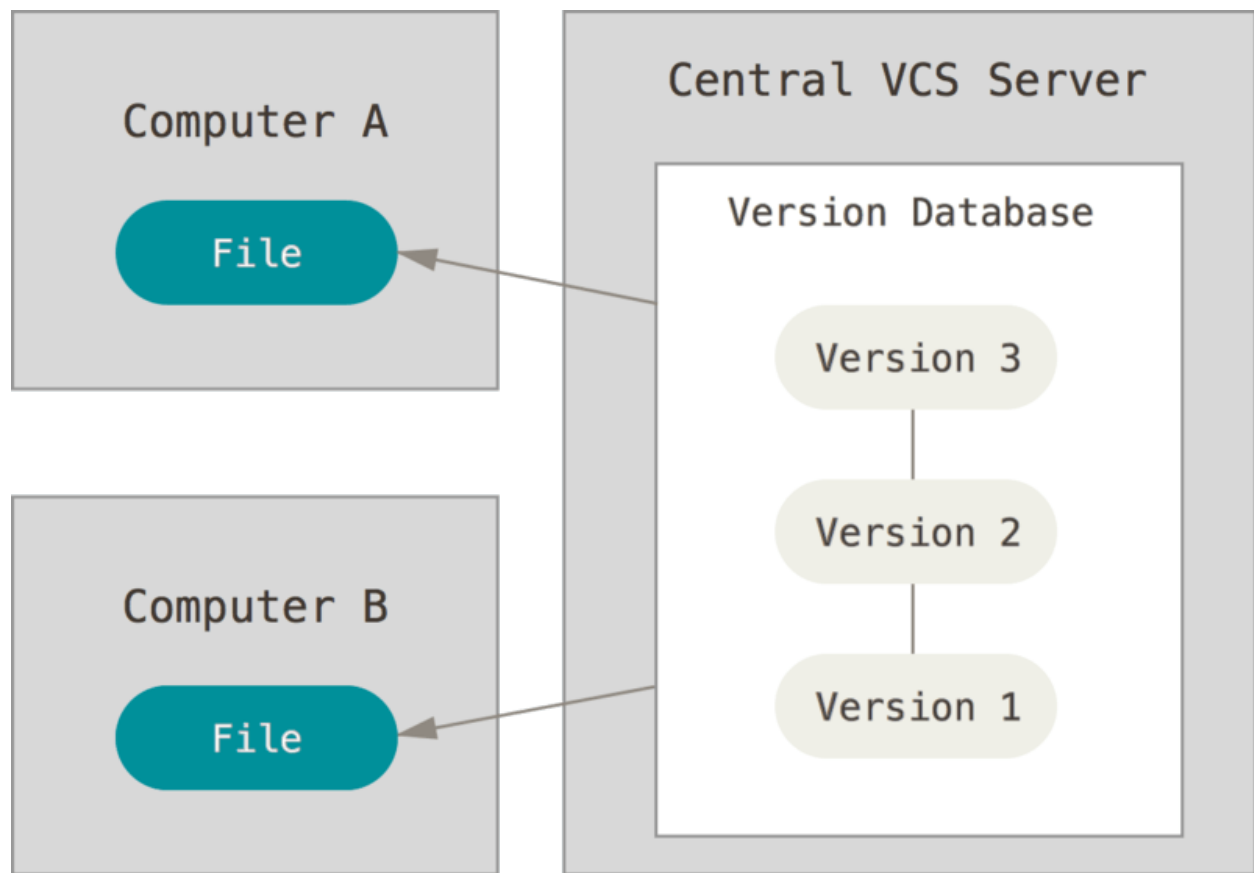 Computer A
File
Computer B
File
Central VCS Server
Version Database
Version 3
Version 2
Version 1